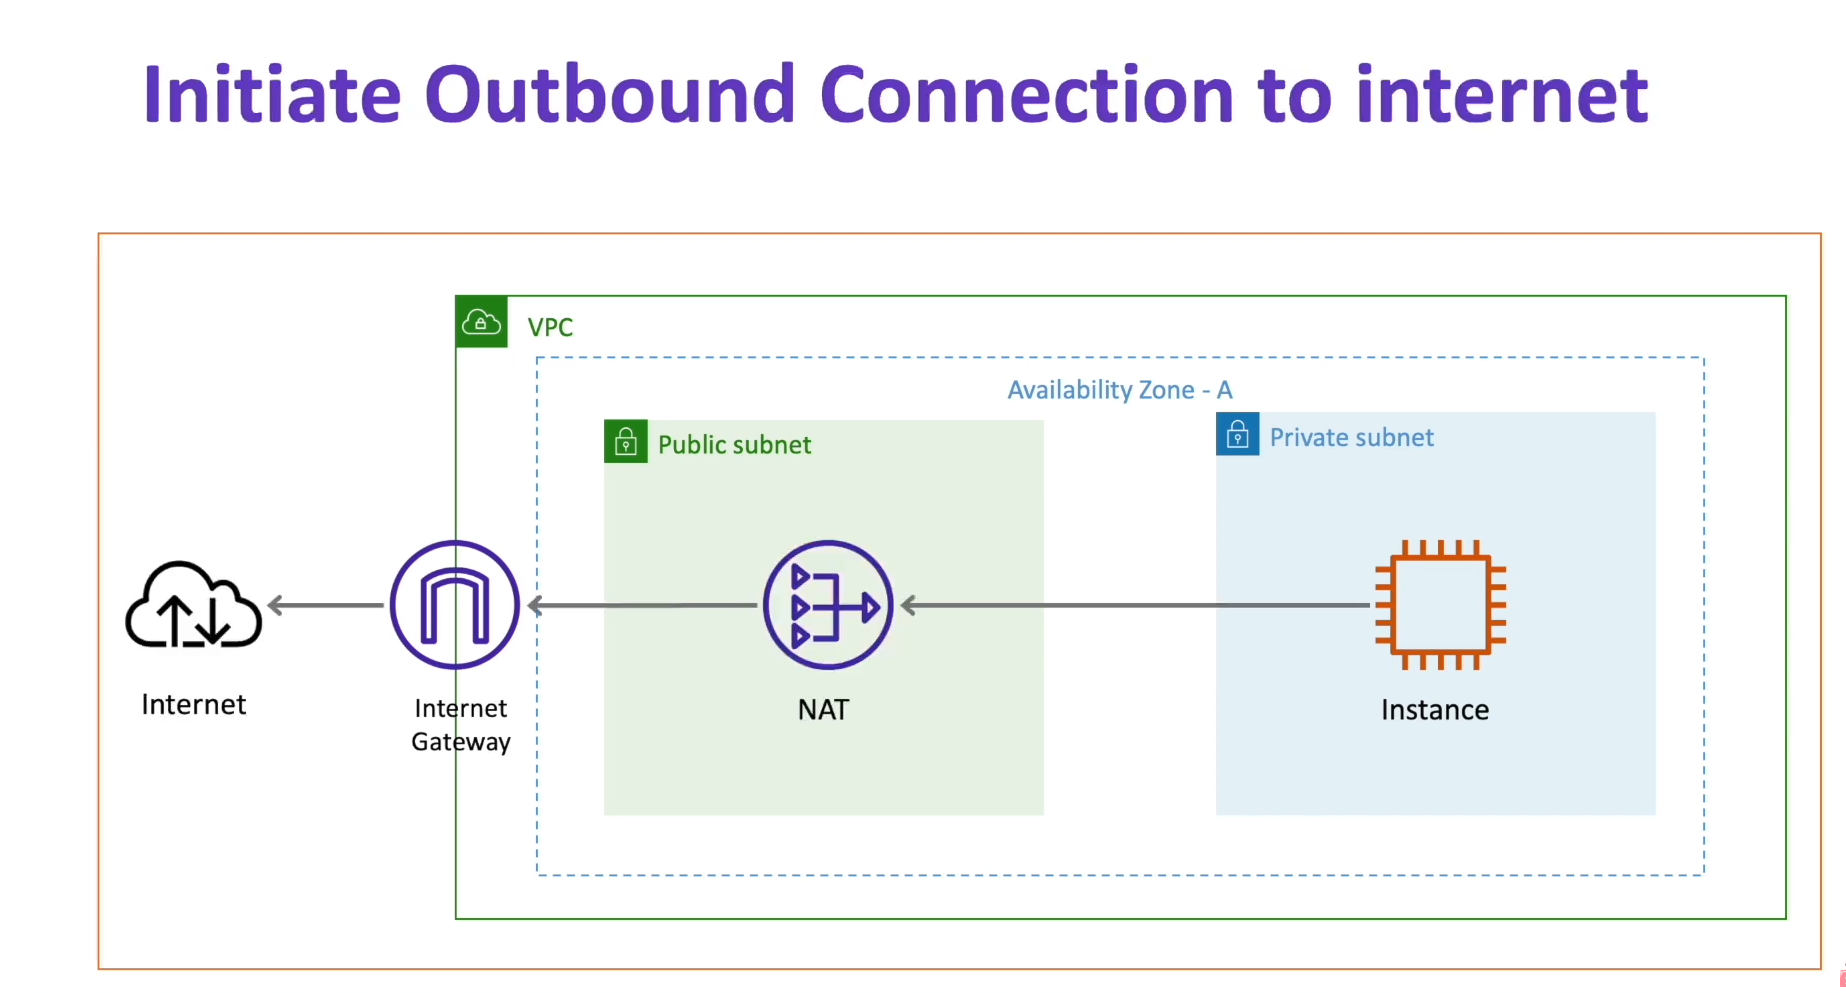 Initiate Outbound Connection to internet
VPC
Availability Zone - A
Public subnet
Private subnet
Internet
Internet
Gateway
NAT
Instance